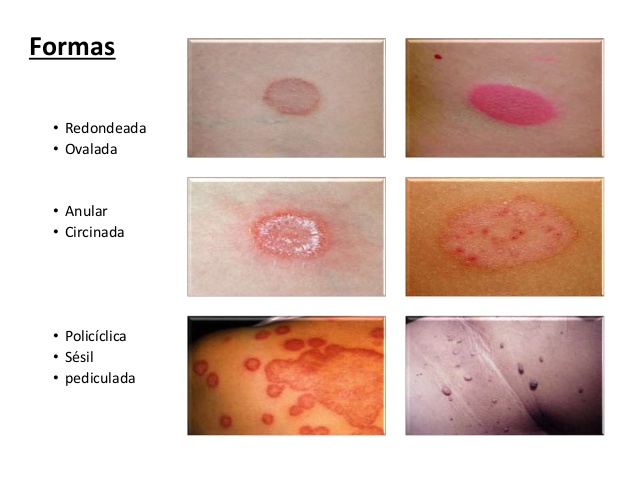 Formas
• Redondeada
• Ovalada
• Anular
• Circinada
• Policíclica
• Sésil
• pediculada